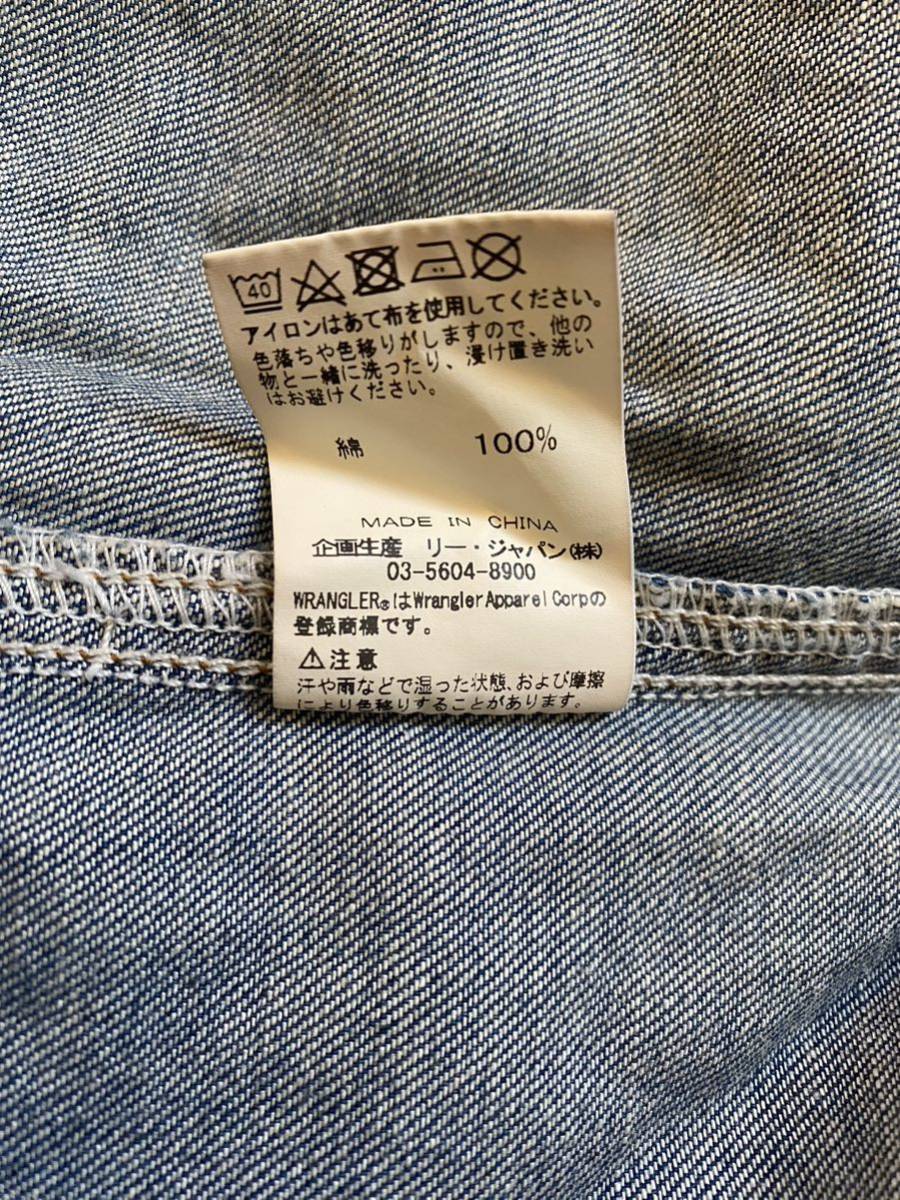 40
アイロンはあて布を使用してください。
色落ちや色移りがしますので、他の
物と一緒に洗ったり、浸け置き洗い
はお避けください。
綿 100%
MADE IN CHINA
企画生産 リー・ジャパン(株)
03-5604-8900
WRANGLER®はWrangler Apparel Corpの
登録商標です。
⚠注意
汗や雨などで湿った状態、および摩擦
により色移りすることがあります。